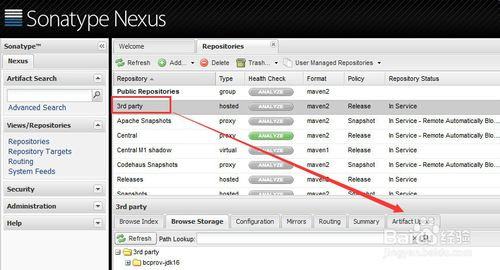 Sonatype Nexus
Sonatype™
Nexus
Artifact Search
Advanced Search
Views/Repositories
Repositories
Repository Targets
Routing
System Feeds
Security
Administration
Help
Welcome
Repositories
Refresh Add... Delete Trash... User Managed Repositories
Repository Type Health Check Format Policy Repository Status
Public Repositories group ANALYZE maven2
3rd party hosted ANALYZE maven2 Release In Service
Apache Snapshots proxy ANALYZE maven2 Snapshot In Service - Remote Automatically Blo...
Central proxy ANALYZE maven2 Release In Service
Central M1 shadow virtual ANALYZE maven1 Release In Service
Codehaus Snapshots proxy ANALYZE maven2 Snapshot In Service - Remote Automatically Blo...
Releases hosted ANALYZE maven2 Release In Service
Snapshots hosted ANALYZE maven2 Snapshot In Service
3rd party
Browse Index Browse Storage Configuration Mirrors Routing Summary Artifact
Refresh Path Lookup:
3rd party
bcprov-jdk16